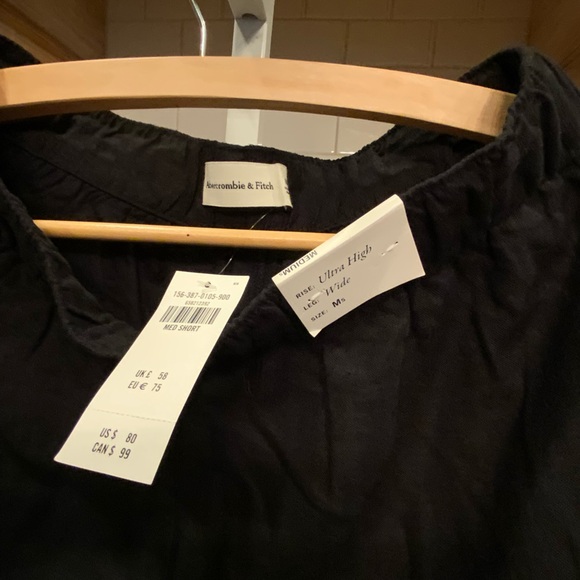 Abercrombie & Fitch
156-387-0105-900
MED SHORT
UK £ 58
EU € 75
US $ 80
CAN $ 99
MEDIUM
RISE: Ultra High
LEG: Wide
SIZE: Ms